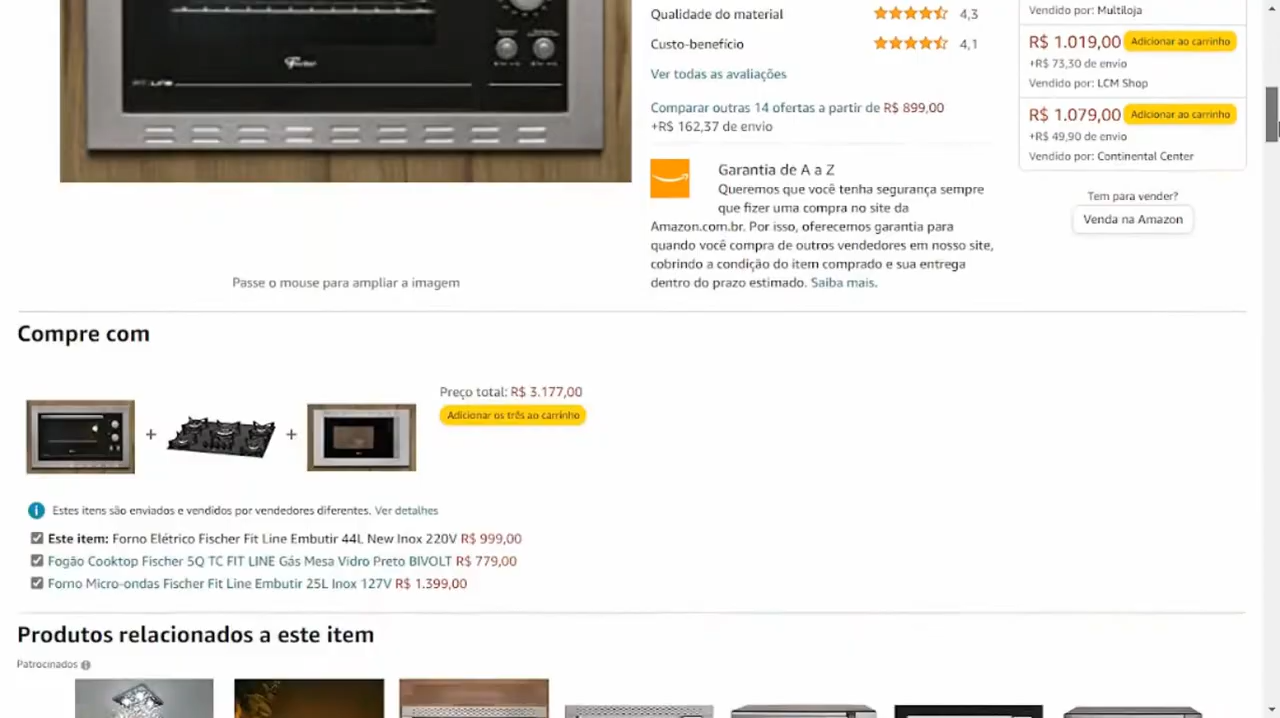 Fischer
FIT LINE
Qualidade do material 4,3
Custo-benefício 4,1
Ver todas as avaliações
Comparar outras 14 ofertas a partir de R$ 899,00
+R$ 162,37 de envio
Garantia de A a Z
Queremos que você tenha segurança sempre
que fizer uma compra no site da
Amazon.com.br. Por isso, oferecemos garantia para
quando você compra de outros vendedores em nosso site,
cobrindo a condição do item comprado e sua entrega
dentro do prazo estimado. Saiba mais.
Vendido por: Multiloja
R$ 1.019,00 Adicionar ao carrinho
+R$ 73,30 de envio
Vendido por: LCM Shop
R$ 1.079,00 Adicionar ao carrinho
+R$ 49,90 de envio
Vendido por: Continental Center
Tem para vender?
Venda na Amazon
Passe o mouse para ampliar a imagem
Compre com
Preço total: R$ 3.177,00
Adicionar os três ao carrinho
Estes itens são enviados e vendidos por vendedores diferentes. Ver detalhes
Este item: Forno Elétrico Fischer Fit Line Embutir 44L New Inox 220V R$ 999,00
Fogão Cooktop Fischer 5Q TC FIT LINE Gás Mesa Vidro Preto BIVOLT R$ 779,00
Forno Micro-ondas Fischer Fit Line Embutir 25L Inox 127V R$ 1.399,00
Produtos relacionados a este item
Patrocinados